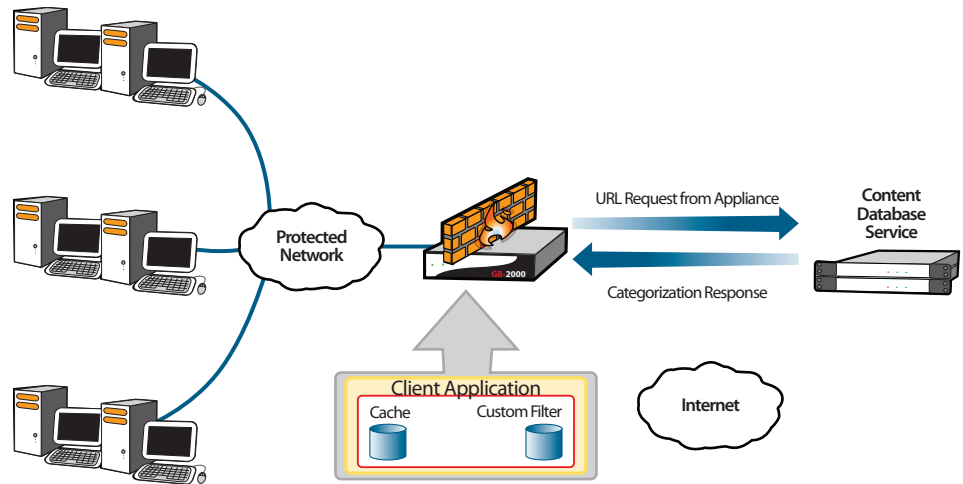 URL Request from Appliance
Content
Database
Service
Protected
Network
GB-2000
Categorization Response
Client Application
Cache
Custom Filter
Internet